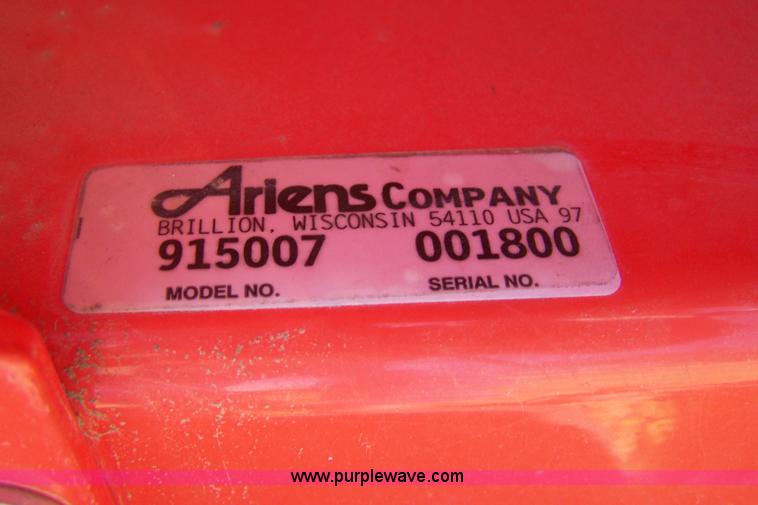 Ariens COMPANY
BRILLION, WISCONSIN 54110 USA 97
915007 001800
MODEL NO. SERIAL NO.
www.purplewave.com